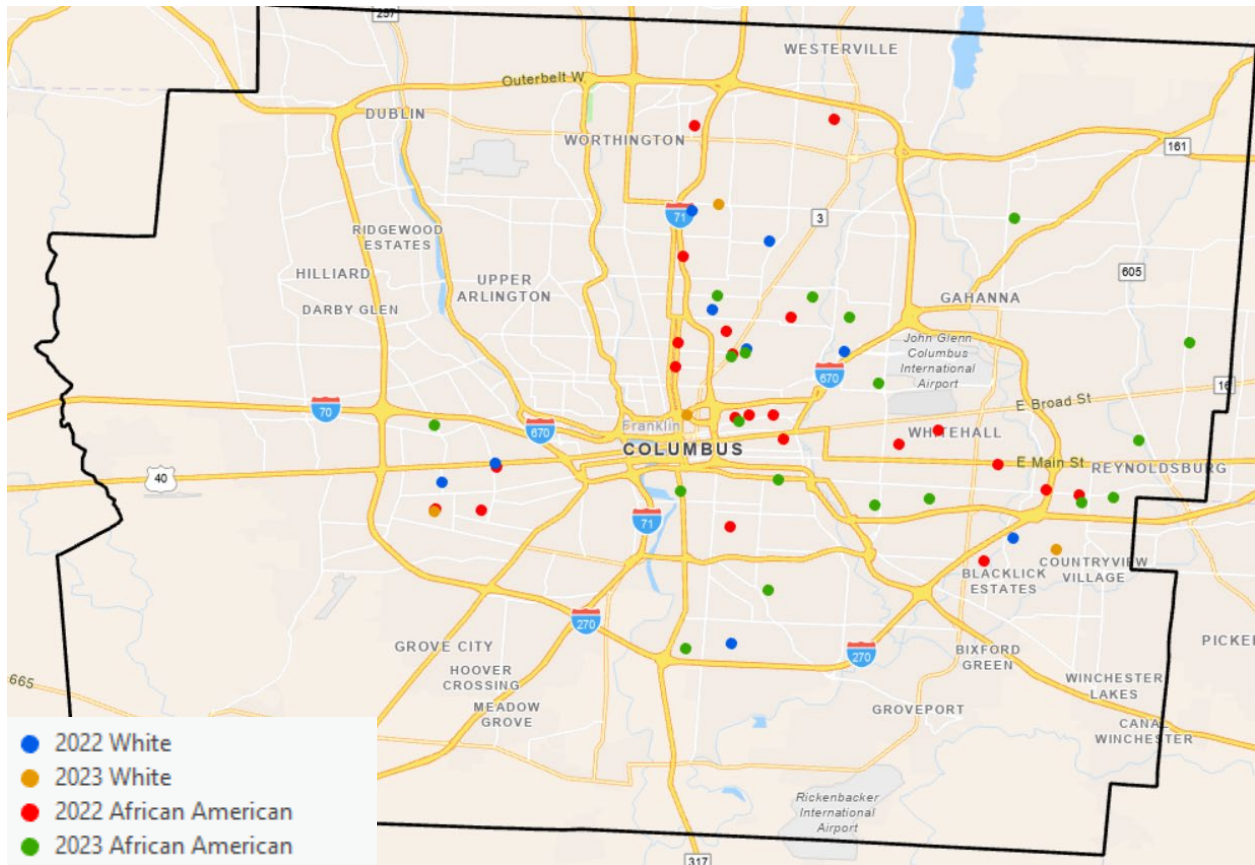 257
WESTERVILLE
Outerbelt W
DUBLIN
WORTHINGTON
161
71
3
RIDGEWOOD
ESTATES
HILLIARD
UPPER
ARLINGTON
605
GAHANNA
DARBY GLEN
John Glenn
Columbus
International
Airport
670
16
70
E Broad St
Franklin
670
WHITEHALL
COLUMBUS
E Main St
REYNOLDSBURG
40
71
COUNTRYVIEW
VILLAGE
BLACKLICK
ESTATES
270
GROVE CITY
270
BIXFORD
GREEN
PICKE
HOOVER
CROSSING
WINCHESTER
LAKES
665
MEADOW
GROVE
GROVEPORT
CANAL
WINCHESTER
Rickenbacker
International
Airport
317
2022 White
2023 White
2022 African American
2023 African American